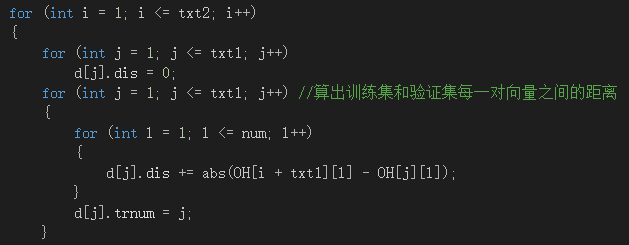 for (int i = 1; i <= txt2; i++)
{
for (int j = 1; j <= txt1; j++)
d[j].dis = 0;
for (int j = 1; j <= txt1; j++) //算出训练集和验证集每一对向量之间的距离
{
for (int l = 1; l <= num; l++)
{
d[j].dis += abs(OH[i + txt1][l] - OH[j][l]);
}
d[j].trnum = j;
}